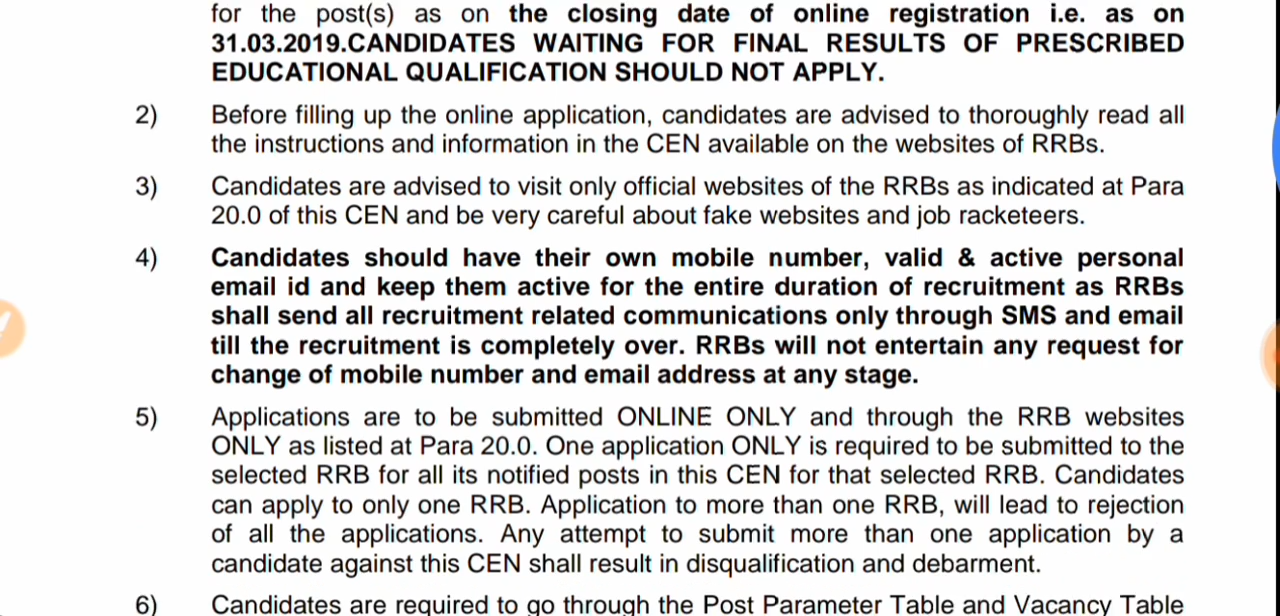 for the post(s) as on the closing date of online registration i.e. as on
31.03.2019.CANDIDATES WAITING FOR FINAL RESULTS OF PRESCRIBED
EDUCATIONAL QUALIFICATION SHOULD NOT APPLY.
2) Before filling up the online application, candidates are advised to thoroughly read all
the instructions and information in the CEN available on the websites of RRBs.
3) Candidates are advised to visit only official websites of the RRBs as indicated at Para
20.0 of this CEN and be very careful about fake websites and job racketeers.
4) Candidates should have their own mobile number, valid & active personal
email id and keep them active for the entire duration of recruitment as RRBs
shall send all recruitment related communications only through SMS and email
till the recruitment is completely over. RRBs will not entertain any request for
change of mobile number and email address at any stage.
5) Applications are to be submitted ONLINE ONLY and through the RRB websites
ONLY as listed at Para 20.0. One application ONLY is required to be submitted to the
selected RRB for all its notified posts in this CEN for that selected RRB. Candidates
can apply to only one RRB. Application to more than one RRB, will lead to rejection
of all the applications. Any attempt to submit more than one application by a
candidate against this CEN shall result in disqualification and debarment.
6) Candidates are required to go through the Post Parameter Table and Vacancy Table